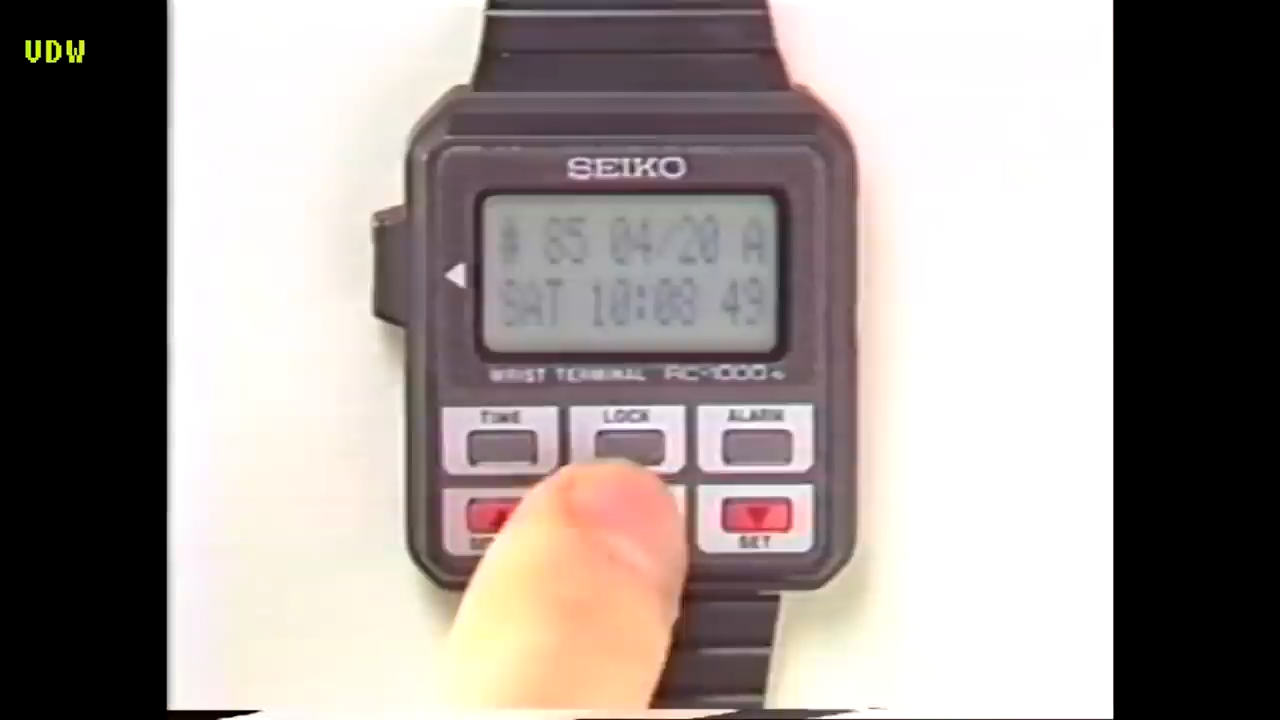 VDW
SEIKO
# 85 04/20 A
SAT 10:08 49
WRIST TERMINAL RC-1000
TIME LOCK ALARM
SET